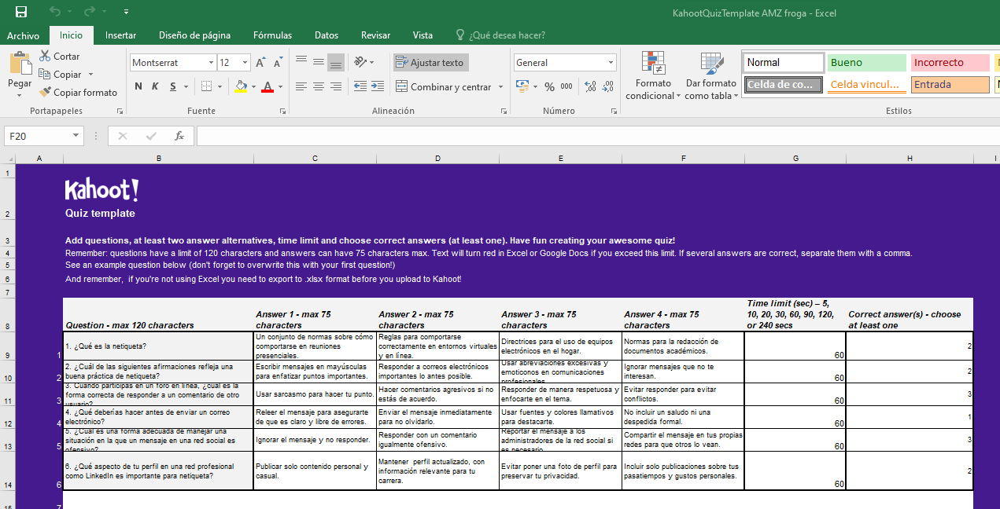 KahootQuizTemplate AMZ froga - Excel
Archivo Inicio Insertar Diseño de página Fórmulas Datos Revisar Vista ¿Qué desea hacer?
Pegar
Cortar
Copiar
Copiar formato
Portapapeles
Montserrat 12
N K S
Fuente
Ajustar texto
Combinar y centrar
Alineación
General
% 000
Número
Formato
condicional
Dar formato
como tabla
Normal Bueno Incorrecto
Celda de co... Celda vincul... Entrada
Estilos
F20 fx
A B C D E F G H I
1
Kahoot!
2 Quiz template
3 Add questions, at least two answer alternatives, time limit and choose correct answers (at least one). Have fun creating your awesome quiz!
4 Remember: questions have a limit of 120 characters and answers can have 75 characters max. Text will turn red in Excel or Google Docs if you exceed this limit. If several answers are correct, separate them with a comma.
5 See an example question below (don't forget to overwrite this with your first question!)
6 And remember, if you're not using Excel you need to export to .xlsx format before you upload to Kahoot!
7
8
Question - max 120 characters
Answer 1 - max 75
characters
Answer 2 - max 75
characters
Answer 3 - max 75
characters
Answer 4 - max 75
characters
Time limit (sec) – 5,
10, 20, 30, 60, 90, 120,
or 240 secs
Correct answer(s) - choose
at least one
9 1
1. ¿Qué es la netiqueta?
Un conjunto de normas sobre cómo
comportarse en reuniones
presenciales.
Reglas para comportarse
correctamente en entornos virtuales
y en línea.
Directrices para el uso de equipos
electrónicos en el hogar.
Normas para la redacción de
documentos académicos.
60
2
10 2
2. ¿Cuál de las siguientes afirmaciones refleja una
buena práctica de netiqueta?
Escribir mensajes en mayúsculas
para enfatizar puntos importantes.
Responder a correos electrónicos
importantes lo antes posible.
Usar abreviaciones excesivas y
emoticonos en comunicaciones
profesionales.
Ignorar mensajes que no te
interesan.
60
2
11 3
3. Cuando participas en un foro en línea, ¿cuál es la
forma correcta de responder a un comentario de otro
usuario?
Usar sarcasmo para hacer tu punto.
Hacer comentarios agresivos si no
estás de acuerdo.
Responder de manera respetuosa y
enfocarte en el tema.
Evitar responder para evitar
conflictos.
60
3
12 4
4. ¿Qué deberías hacer antes de enviar un correo
electrónico?
Releer el mensaje para asegurarte
de que es claro y libre de errores.
Enviar el mensaje inmediatamente
para no olvidarlo.
Usar fuentes y colores llamativos
para destacarte.
No incluir un saludo ni una
despedida formal.
60
1
13 5
5. ¿Cuál es una forma adecuada de manejar una
situación en la que un mensaje en una red social es
ofensivo?
Ignorar el mensaje y no responder.
Responder con un comentario
igualmente ofensivo.
Reportar el mensaje a los
administradores de la red social si
es necesario.
Compartir el mensaje en tus propias
redes para que otros lo vean.
60
3
14 6
6. ¿Qué aspecto de tu perfil en una red profesional
como LinkedIn es importante para netiqueta?
Publicar solo contenido personal y
casual.
Mantener perfil actualizado, con
información relevante para tu
carrera.
Evitar poner una foto de perfil para
preservar tu privacidad.
Incluir solo publicaciones sobre tus
pasatiempos y gustos personales.
60
2
15 7